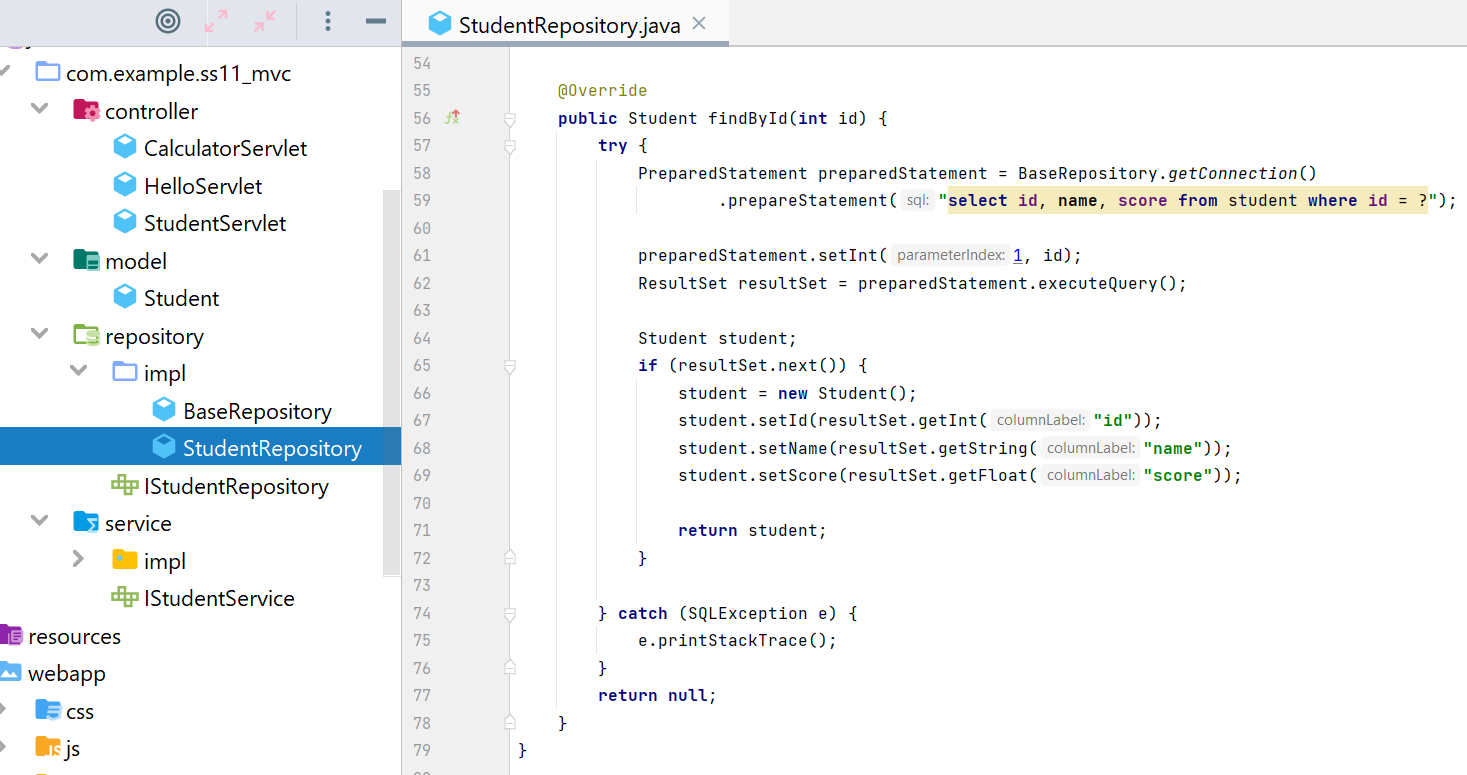 com.example.ss11_mvc
controller
CalculatorServlet
HelloServlet
StudentServlet
model
Student
repository
impl
BaseRepository
StudentRepository
IStudentRepository
service
impl
IStudentService
resources
webapp
css
JS js
StudentRepository.java
54
55 @Override
56 public Student findById(int id) {
57 try {
58 PreparedStatement preparedStatement = BaseRepository.getConnection()
59 .prepareStatement( sql: "select id, name, score from student where id = ?");
60
61 preparedStatement.setInt( parameterIndex: 1, id);
62 ResultSet resultSet = preparedStatement.executeQuery();
63
64 Student student;
65 if (resultSet.next()) {
66 student = new Student();
67 student.setId(resultSet.getInt( columnLabel: "id"));
68 student.setName(resultSet.getString( columnLabel: "name"));
69 student.setScore(resultSet.getFloat( columnLabel: "score"));
70
71 return student;
72 }
73
74 } catch (SQLException e) {
75 e.printStackTrace();
76 }
77 return null;
78 }
79 }